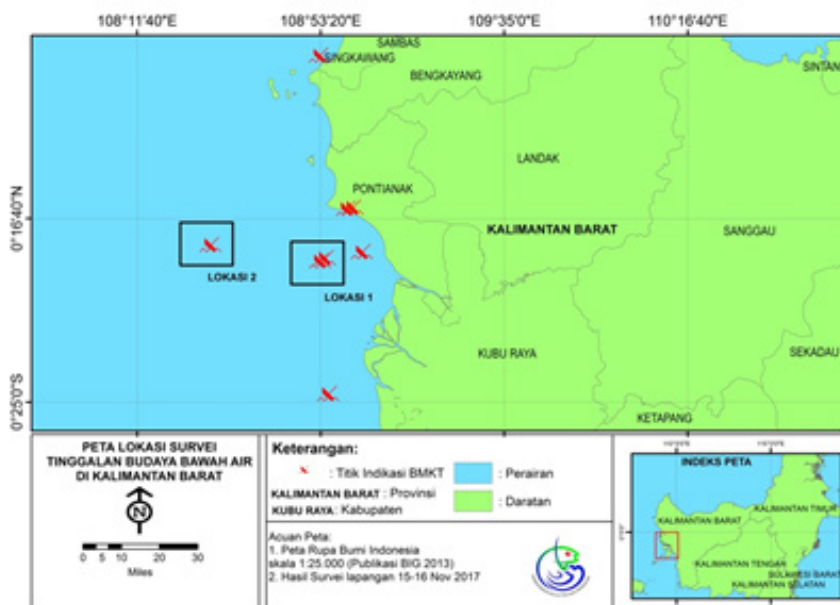 108°11'40"E
108°53'20"E
109°35'0"E
110°16'40"E
SAMBAS
SINGKAWANG
BENGKAYANG
SINTAN
LANDAK
PONTIANAK
0°16'40"N
KALIMANTAN BARAT
SANGGAU
LOKASI 2
LOKASI 1
KUBU RAYA
SEKADAU
0°25'0"S
KETAPANG
PETA LOKASI SURVEI
TINGGALAN BUDAYA BAWAH AIR
DI KALIMANTAN BARAT
N
0 5 10 20 30
Miles
Keterangan:
: Titik Indikasi BMKT
: Perairan
KALIMANTAN BARAT : Provinsi
KUBU RAYA: Kabupaten
: Daratan
Acuan Peta:
1. Peta Rupa Bumi Indonesia
skala 1:25.000 (Publikasi BIG 2013)
2. Hasil Survei lapangan 15-16 Nov 2017
INDEKS PETA
KALIMANTAN TIMUR
KALIMANTAN BARAT
KALIMANTAN TENGAH
SULAWESI BARAT
KALIMANTAN SELATAN